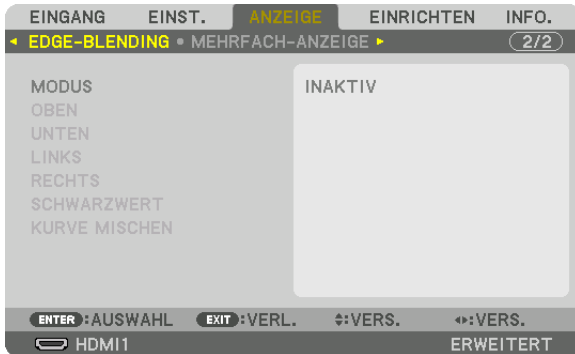 EINGANG EINST. ANZEIGE EINRICHTEN INFO.
EDGE-BLENDING • MEHRFACH-ANZEIGE 2/2
MODUS INAKTIV
OBEN
UNTEN
LINKS
RECHTS
SCHWARZWERT
KURVE MISCHEN
ENTER :AUSWAHL EXIT :VERL. :VERS. :VERS.
HDMI1 ERWEITERT